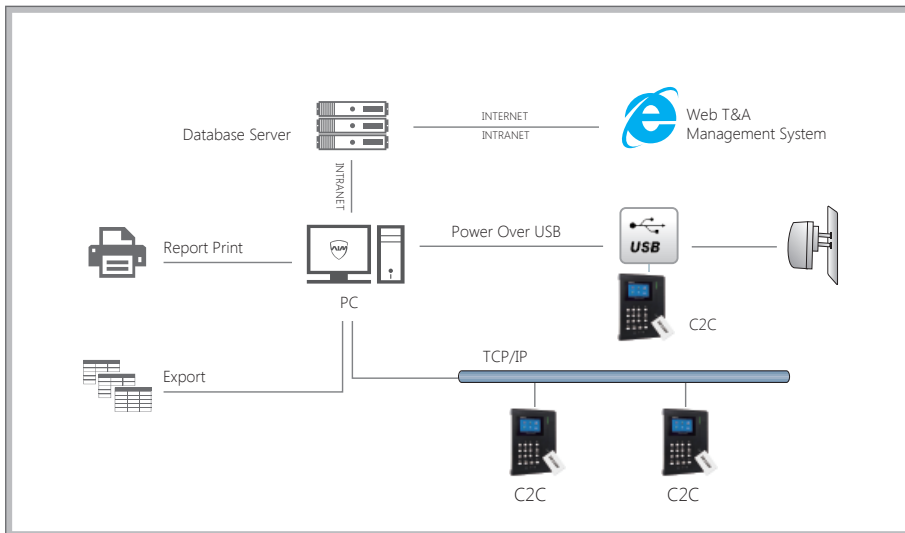 INTERNET
Database Server
INTRANET
Web T&A
Management System
INTRANET
Report Print
Power Over USB
USB
AIM
PC
C2C
Export
TCP/IP
C2C
C2C